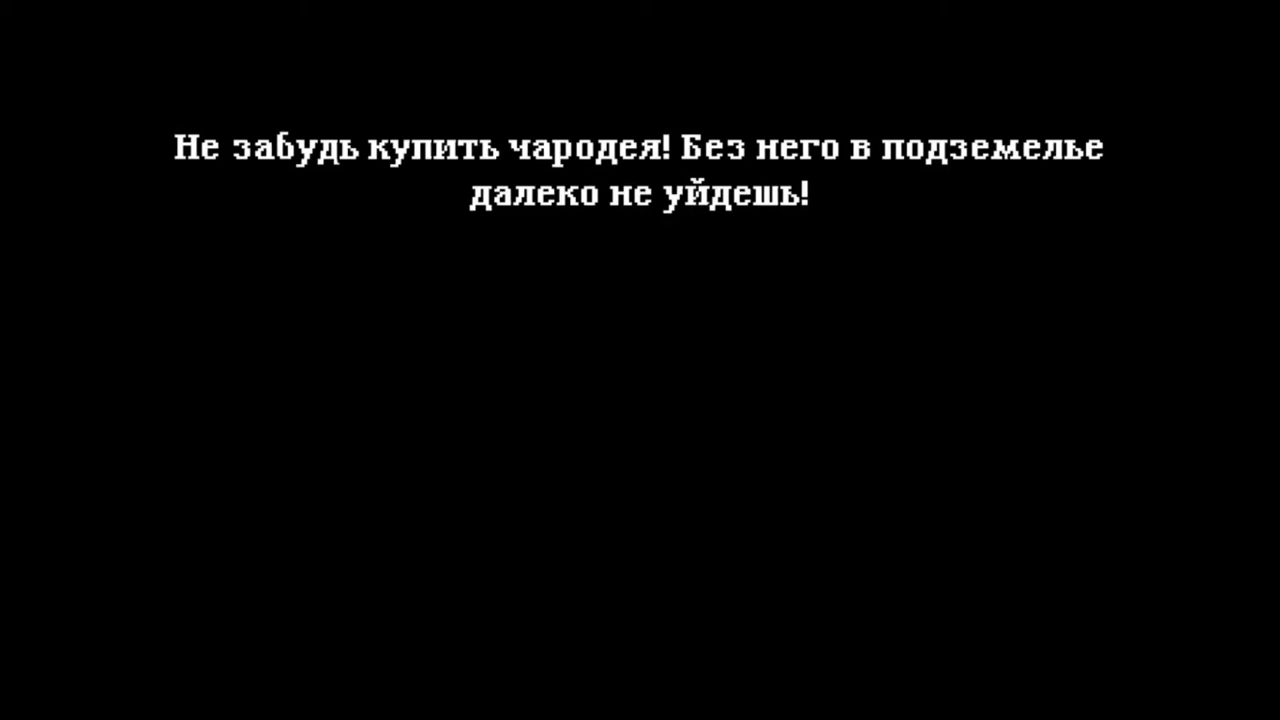 Не забудь купить чародея! Без него в подземелье
далеко не уйдешь!